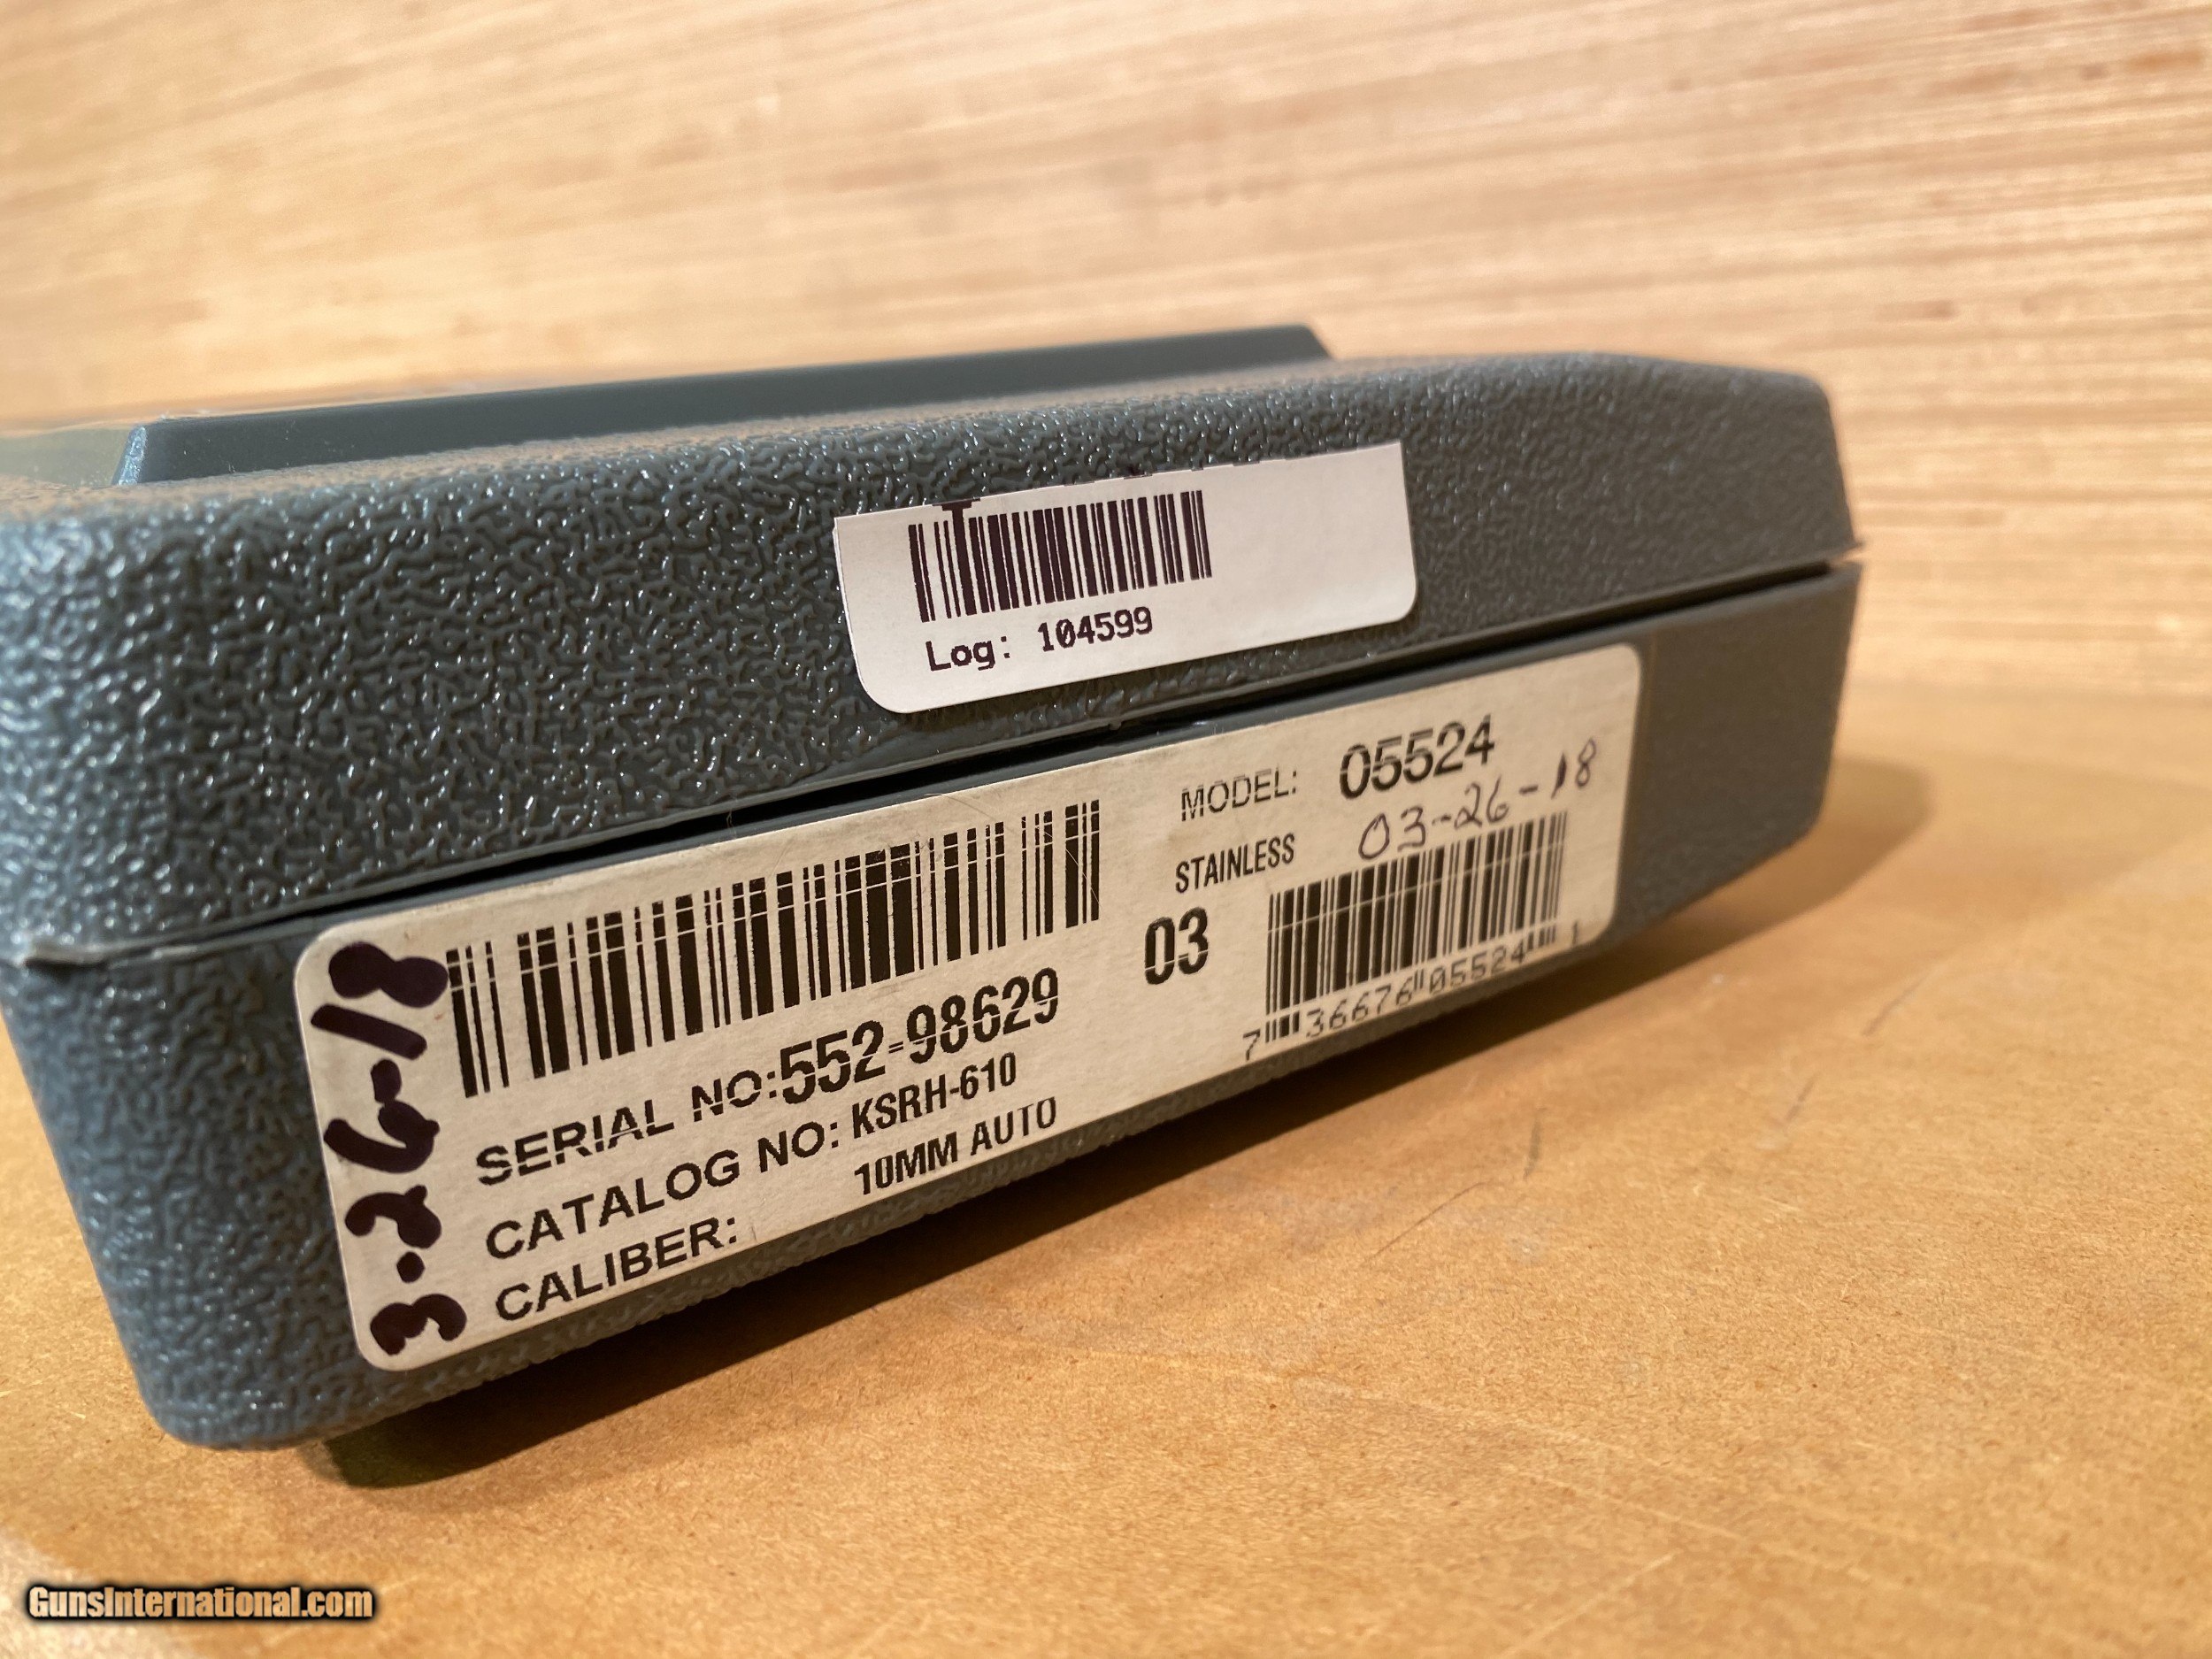 Log: 104599
MODEL: 05524
03-26-18
STAINLESS
03
7 36676 05524 1
3-26-18
SERIAL NO: 552-98629
CATALOG NO: KSRH-610
CALIBER: 10MM AUTO
GunsInternational.com